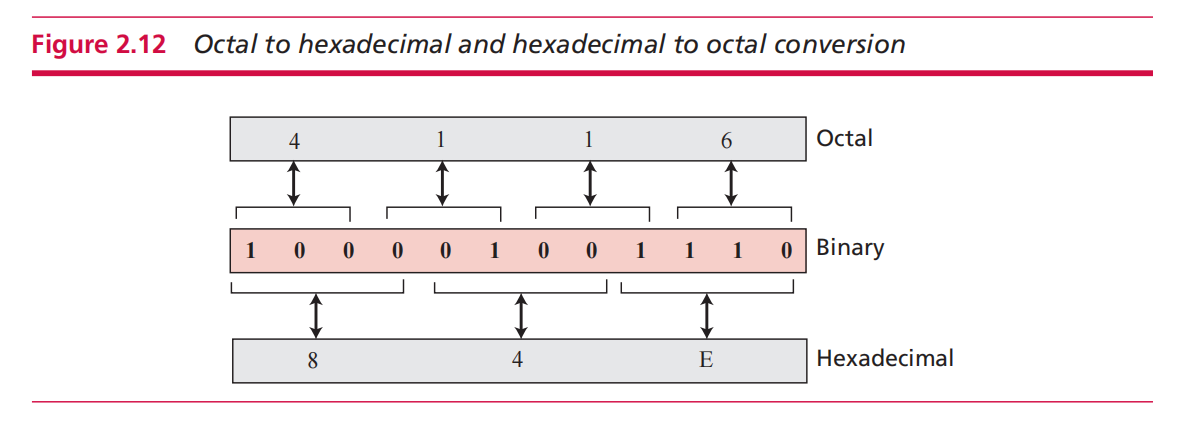 Figure 2.12 Octal to hexadecimal and hexadecimal to octal conversion
4 1 1 6 Octal
1 0 0 0 0 1 0 0 1 1 1 0 Binary
8 4 E Hexadecimal